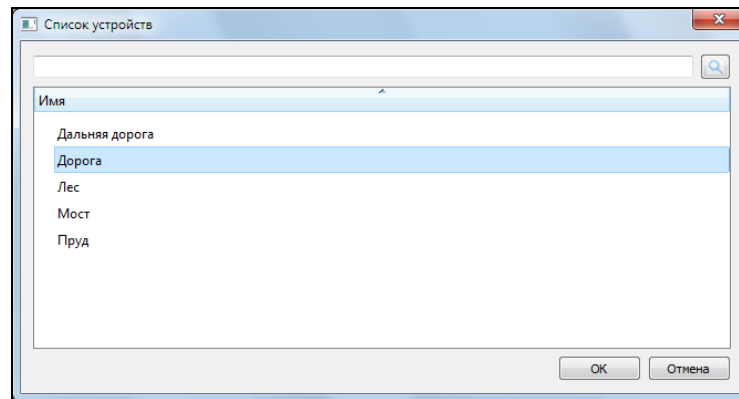 Список устройств
Имя
Дальняя дорога
Дорога
Лес
Мост
Пруд
OK
Отмена